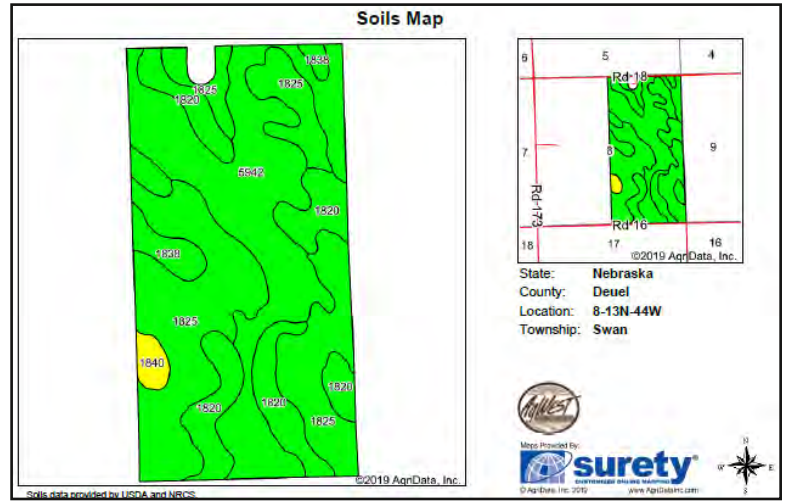 Soils Map
1838
1825
1825
1820
5942
1820
1838
1825
1840
1820
1820
1820
1825
©2019 AgriData, Inc.
Soils data provided by USDA and NRCS.
6
5
4
Rd-18
7
8
9
Rd-173
Rd-16
18
17
16
©2019 AgriData, Inc.
State: Nebraska
County: Deuel
Location: 8-13N-44W
Township: Swan
AgWest
Maps Provided By:
surety®
CUSTOMIZED ONLINE MAPPING
© AgriData, Inc. 2019 www.AgriDataInc.com
N
W E
S